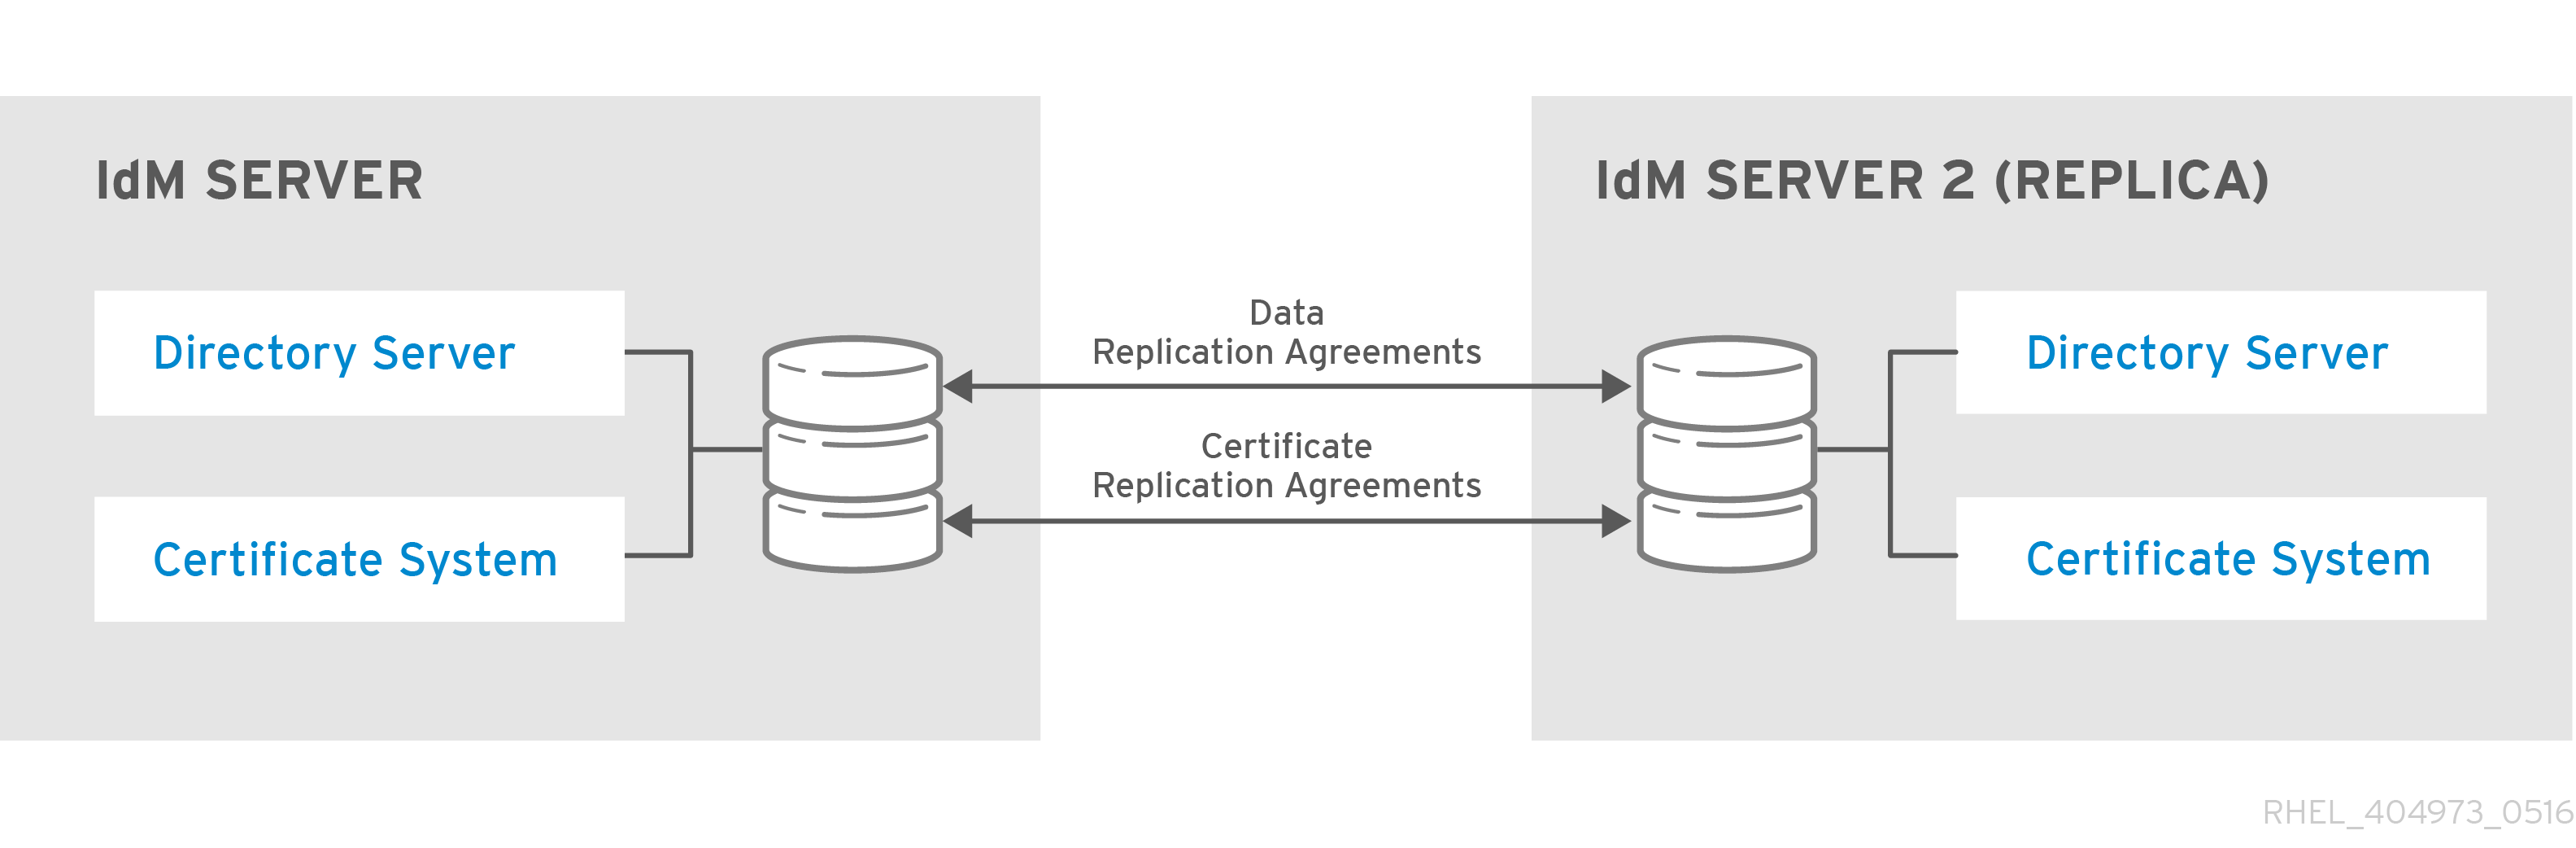 IdM SERVER
IdM SERVER 2 (REPLICA)
Directory Server
Certificate System
Data
Replication Agreements
Certificate
Replication Agreements
Directory Server
Certificate System
RHEL_404973_0516